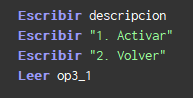 Escribir descripcion
Escribir "1. Activar"
Escribir "2. Volver"
Leer op3_1